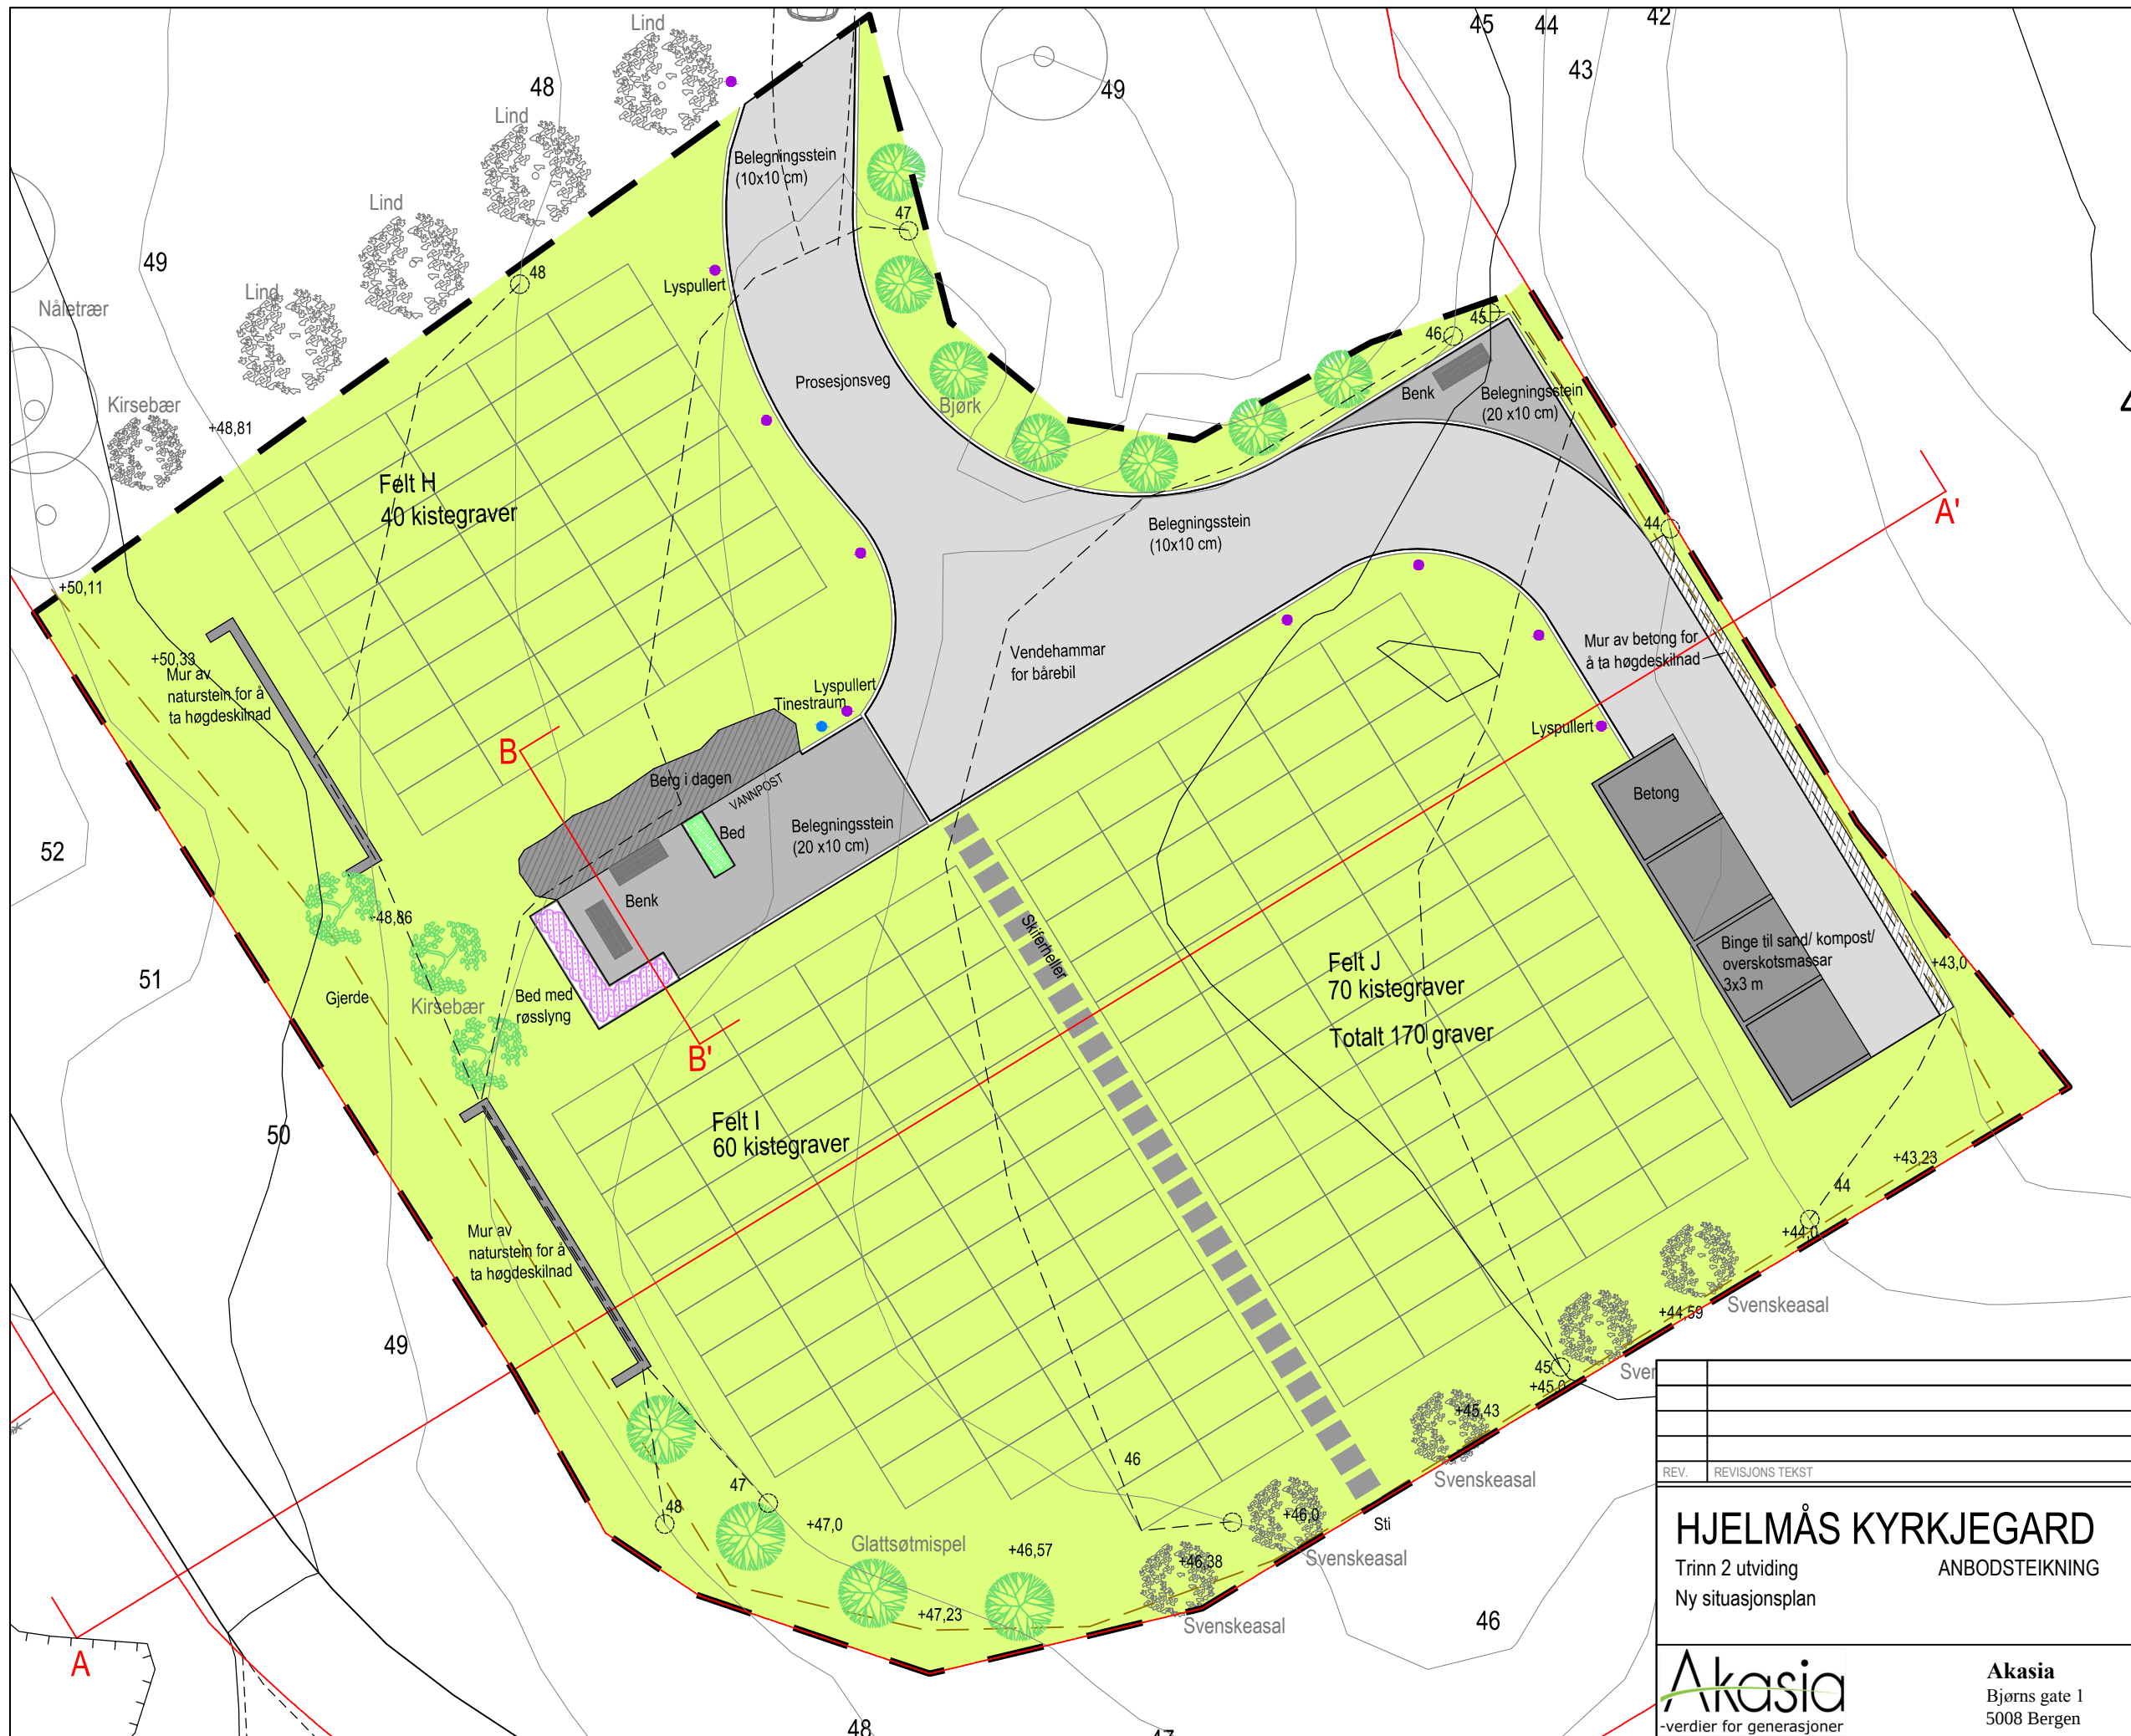 Lind
48
45
44
42
43
49
Lind
Belegningsstein
(10x10 cm)
Lind
47
49
48
Lind
Lyspullert
Nåletrær
45
46
Kirsebær
+48,81
Prosesjonsveg
Bjørk
Benk
Belegningsstein
(20 x10 cm)
Felt H
40 kistegraver
A'
Belegningsstein
(10x10 cm)
44
+50,11
+50,33
Mur av
naturstein for å
ta høgdeskilnad
Vendehammar
for bårebil
Mur av betong for
å ta høgdeskilnad
Lyspullert
Tinestraum
Lyspullert
B
Berg i dagen
VANNPOST
Betong
Bed
Belegningsstein
(20 x10 cm)
52
Benk
+48,86
Skiferheller
Binge til sand/ kompost/
overskotsmassar
3x3 m
+43,0
51
Gjerde
Kirsebær
Bed med
røsslyng
Felt J
70 kistegraver
Totalt 170 graver
B'
50
Felt I
60 kistegraver
+43,23
44
+44,0
Mur av
naturstein for å
ta høgdeskilnad
+44,59
Svenskeasal
49
45
+45,0
+45,43
Svenskeasal
46
47
48
+47,0
Glattsøtmispel
+46,57
+46,0
Sti
Svenskeasal
+46,38
+47,23
Svenskeasal
46
A
48
REV.
REVISJONS TEKST
HJELMÅS KYRKJEGARD
Trinn 2 utviding
ANBODSTEIKNING
Ny situasjonsplan
Akasia
-verdier for generasjoner
Akasia
Bjørns gate 1
5008 Bergen